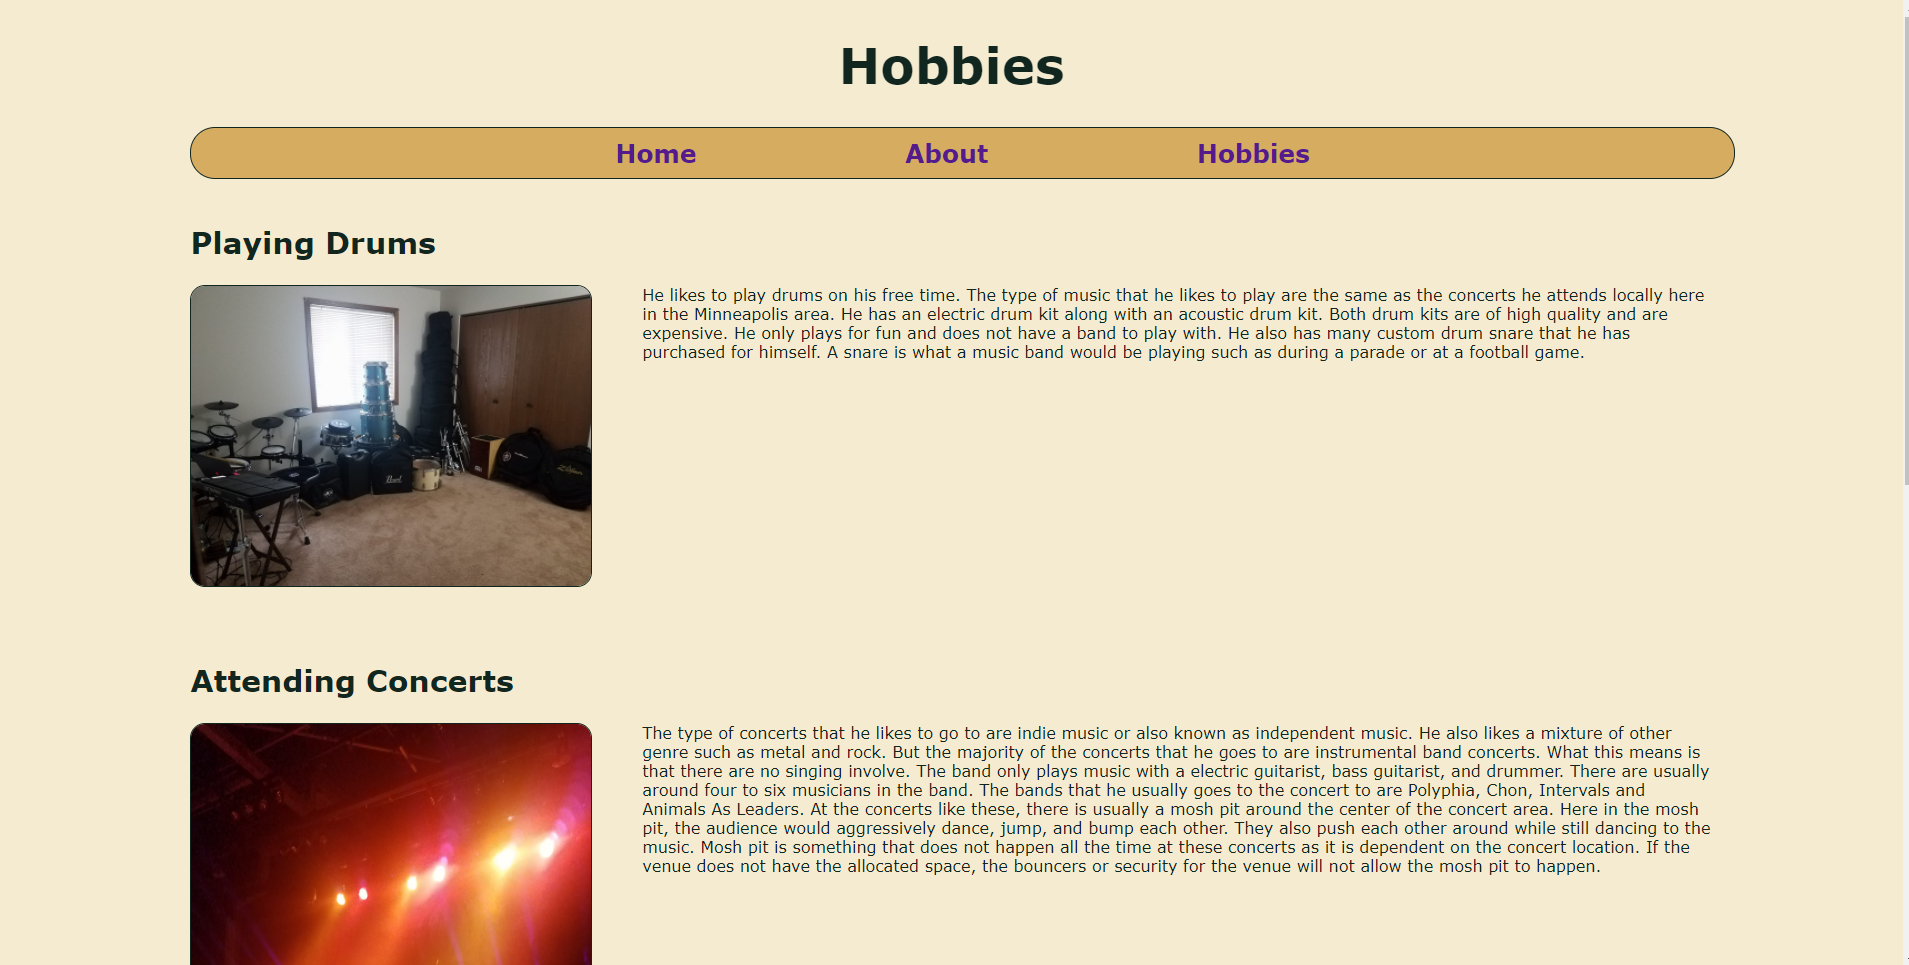 Hobbies
Home About Hobbies
Playing Drums
He likes to play drums on his free time. The type of music that he likes to play are the same as the concerts he attends locally here
in the Minneapolis area. He has an electric drum kit along with an acoustic drum kit. Both drum kits are of high quality and are
expensive. He only plays for fun and does not have a band to play with. He also has many custom drum snare that he has
purchased for himself. A snare is what a music band would be playing such as during a parade or at a football game.
Pearl
Zildjian
Attending Concerts
The type of concerts that he likes to go to are indie music or also known as independent music. He also likes a mixture of other
genre such as metal and rock. But the majority of the concerts that he goes to are instrumental band concerts. What this means is
that there are no singing involve. The band only plays music with a electric guitarist, bass guitarist, and drummer. There are usually
around four to six musicians in the band. The bands that he usually goes to the concert to are Polyphia, Chon, Intervals and
Animals As Leaders. At the concerts like these, there is usually a mosh pit around the center of the concert area. Here in the mosh
pit, the audience would aggressively dance, jump, and bump each other. They also push each other around while still dancing to the
music. Mosh pit is something that does not happen all the time at these concerts as it is dependent on the concert location. If the
venue does not have the allocated space, the bouncers or security for the venue will not allow the mosh pit to happen.